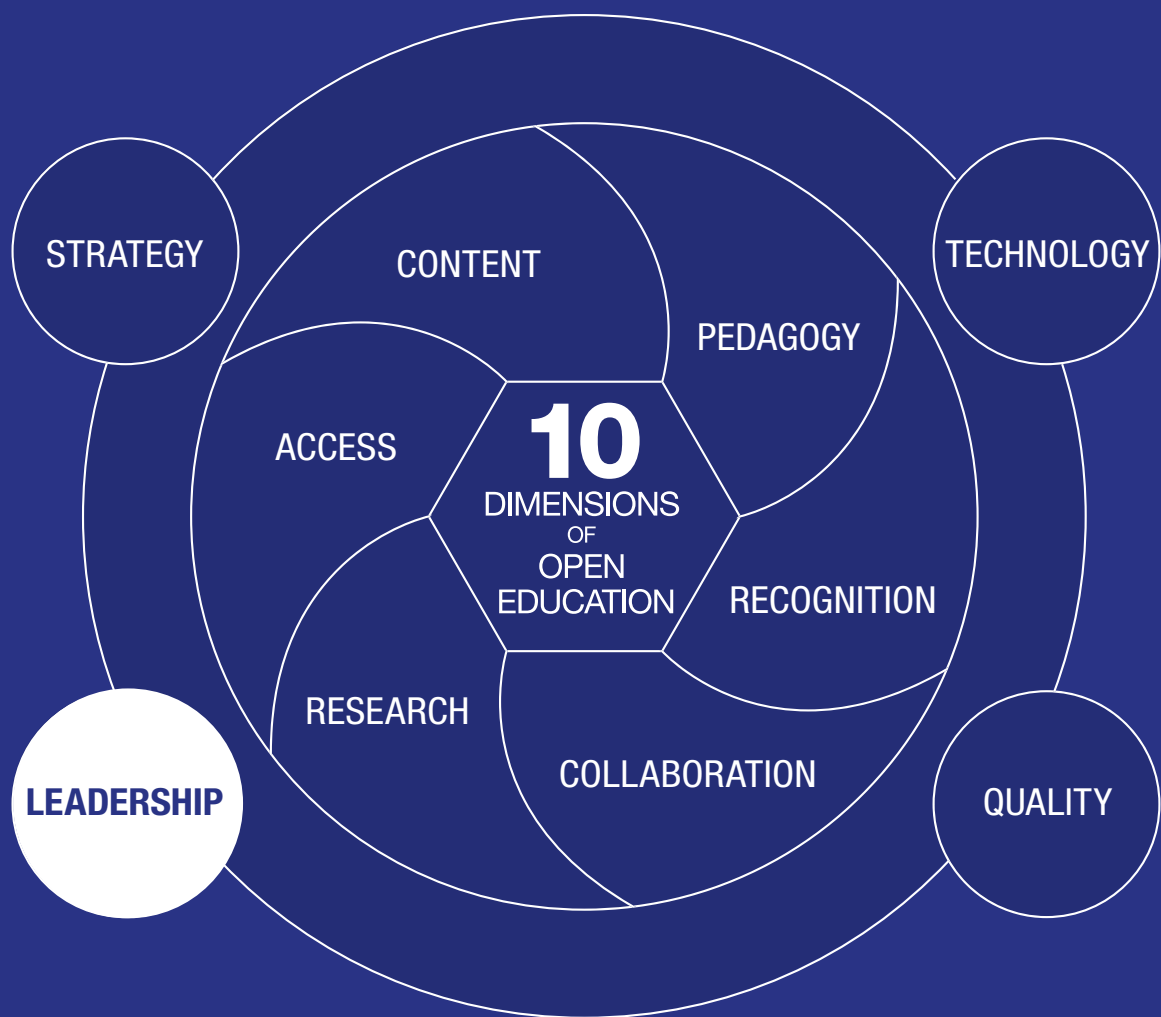 STRATEGY
TECHNOLOGY
CONTENT
PEDAGOGY
ACCESS
10
DIMENSIONS
OF
OPEN
EDUCATION
RECOGNITION
RESEARCH
COLLABORATION
LEADERSHIP
QUALITY